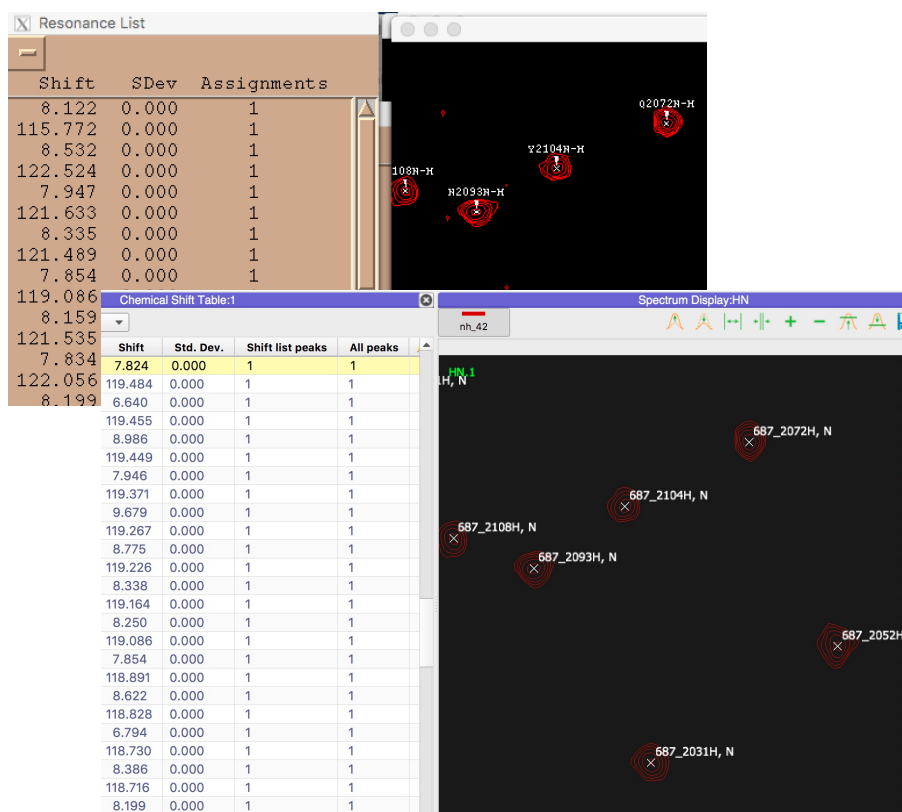 Resonance List
Shift SDev Assignments
8.122 0.000 1
115.772 0.000 1
8.532 0.000 1
122.524 0.000 1
7.947 0.000 1
121.633 0.000 1
8.335 0.000 1
121.489 0.000 1
7.854 0.000 1
119.086
8.159
121.535
7.834
122.056
8.199
Q2072N-H
Y2104N-H
108N-H
N2093N-H
Chemical Shift Table:1
Shift Std. Dev. Shift list peaks All peaks
7.824 0.000 1 1
119.484 0.000 1 1
6.640 0.000 1 1
119.455 0.000 1 1
8.986 0.000 1 1
119.449 0.000 1 1
7.946 0.000 1 1
119.371 0.000 1 1
9.679 0.000 1 1
119.267 0.000 1 1
8.775 0.000 1 1
119.226 0.000 1 1
8.338 0.000 1 1
119.164 0.000 1 1
8.250 0.000 1 1
119.086 0.000 1 1
7.854 0.000 1 1
118.891 0.000 1 1
8.622 0.000 1 1
118.828 0.000 1 1
6.794 0.000 1 1
118.730 0.000 1 1
8.386 0.000 1 1
118.716 0.000 1 1
8.199 0.000 1 1
Spectrum Display:HN
nh_42
HN.1
1H, N
687_2072H, N
687_2104H, N
687_2108H, N
687_2093H, N
687_2052H
687_2031H, N